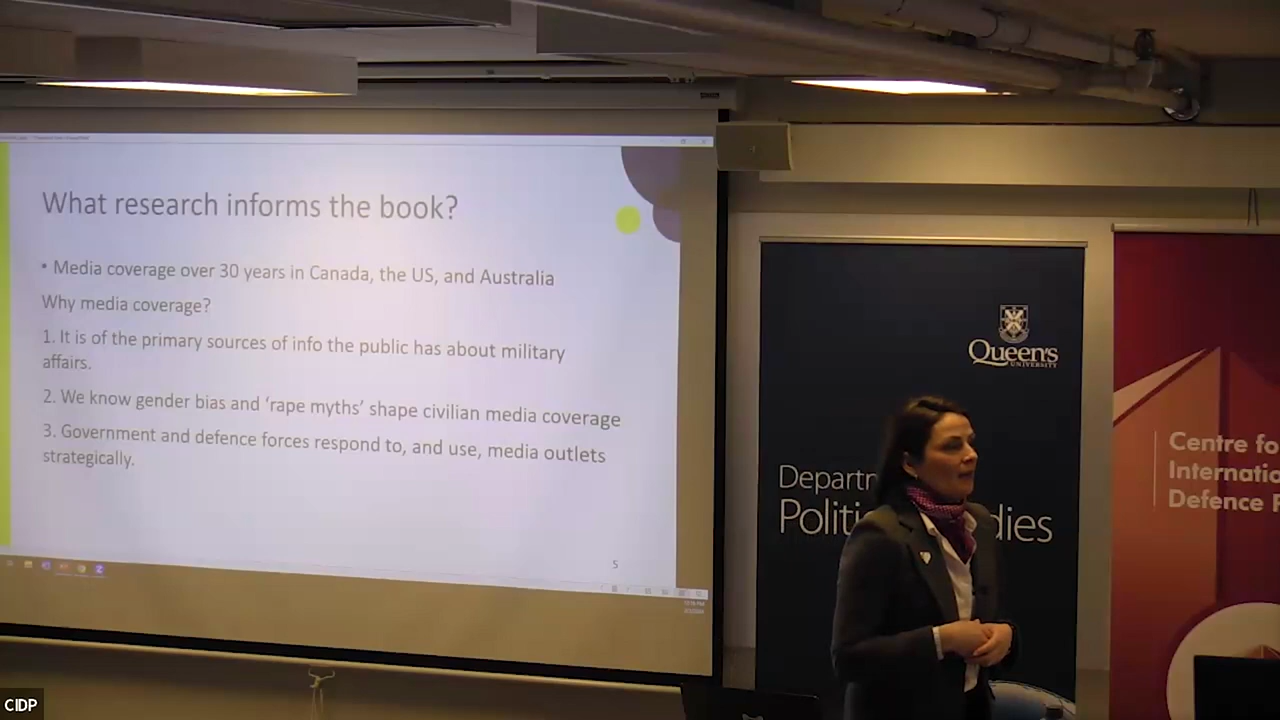 What research informs the book?
• Media coverage over 30 years in Canada, the US, and Australia
Why media coverage?
1. It is of the primary sources of info the public has about military
affairs.
2. We know gender bias and ‘rape myths’ shape civilian media coverage
3. Government and defence forces respond to, and use, media outlets
strategically.
5
Queen's
UNIVERSITY
Departm
Politi dies
Centre fo
Internatio
Defence P
CIDP